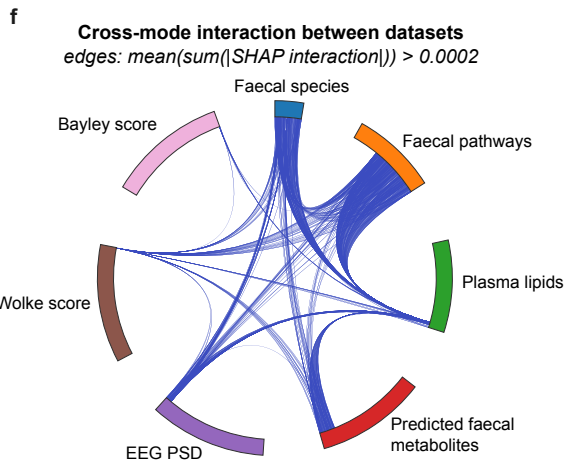 f
Cross-mode interaction between datasets
edges: mean(sum(|SHAP interaction|)) > 0.0002
Faecal species
Bayley score
Faecal pathways
Plasma lipids
Wolke score
Predicted faecal
metabolites
EEG PSD